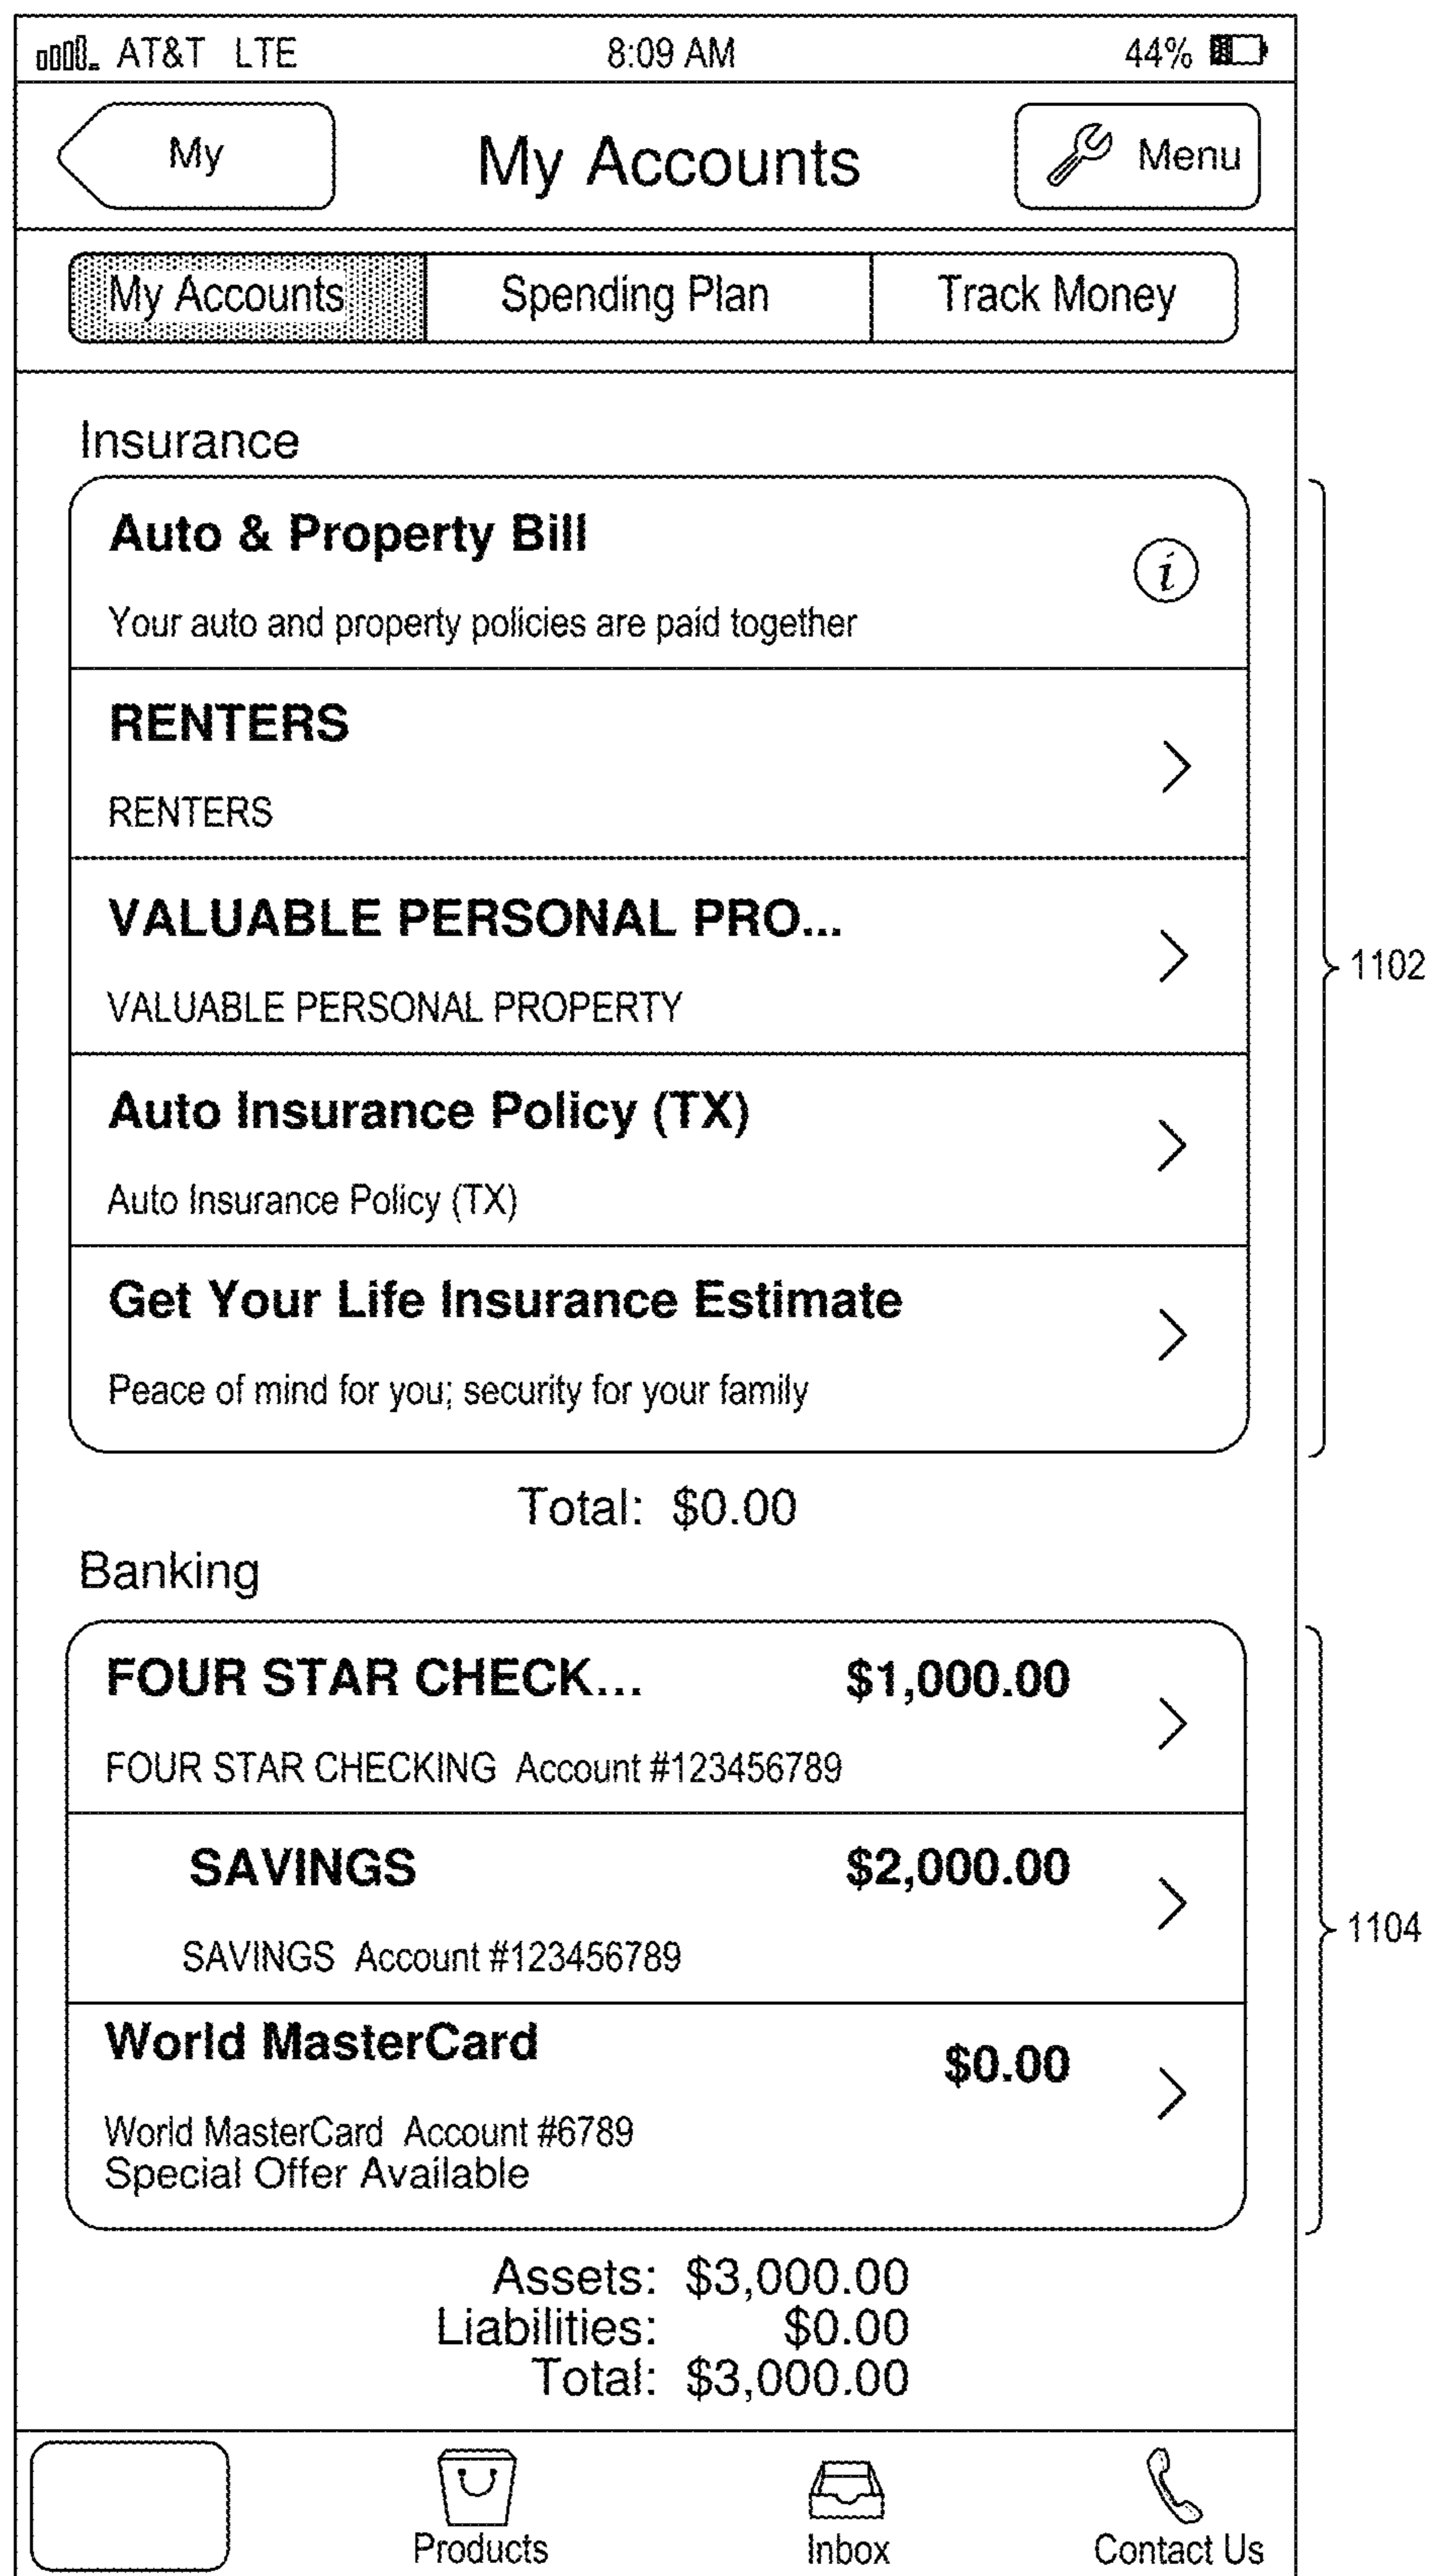 AT&T LTE 8:09 AM 44%
My My Accounts Menu
My Accounts Spending Plan Track Money
Insurance
Auto & Property Bill
i
Your auto and property policies are paid together
RENTERS
RENTERS
VALUABLE PERSONAL PRO...
1102
VALUABLE PERSONAL PROPERTY
Auto Insurance Policy (TX)
Auto Insurance Policy (TX)
Get Your Life Insurance Estimate
Peace of mind for you; security for your family
Total: $0.00
Banking
FOUR STAR CHECK... $1,000.00
FOUR STAR CHECKING Account #123456789
SAVINGS $2,000.00
1104
SAVINGS Account #123456789
World MasterCard $0.00
World MasterCard Account #6789
Special Offer Available
Assets: $3,000.00
Liabilities: $0.00
Total: $3,000.00
Products Inbox Contact Us